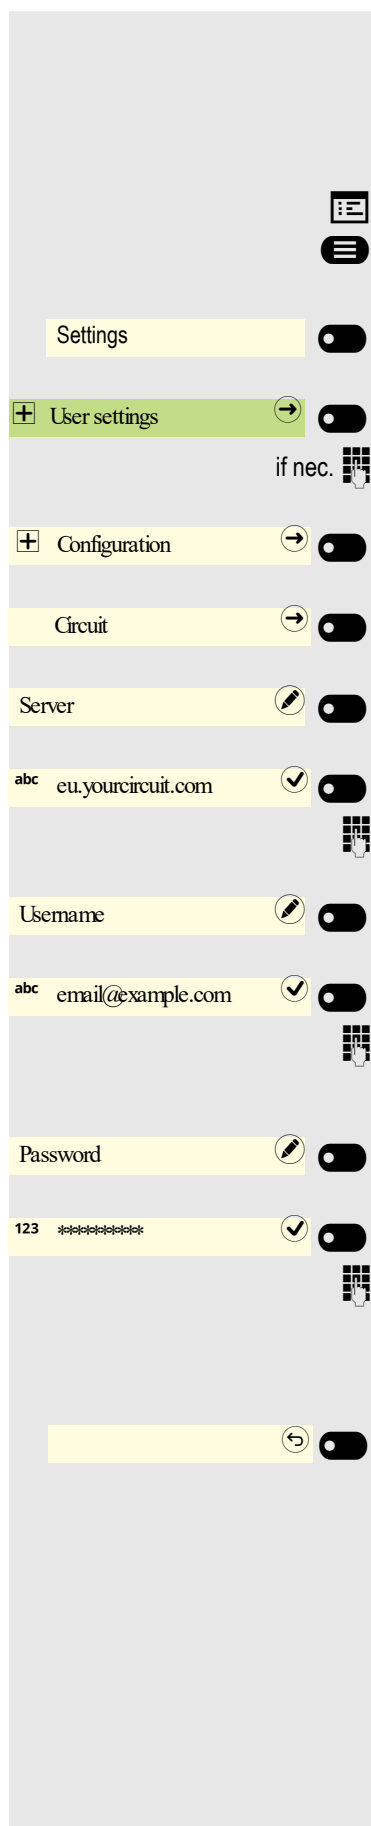 Settings
User settings
if nec.
Configuration
Circuit
Server
abc eu.yourcircuit.com
Username
abc email@example.com
Password
123 **********